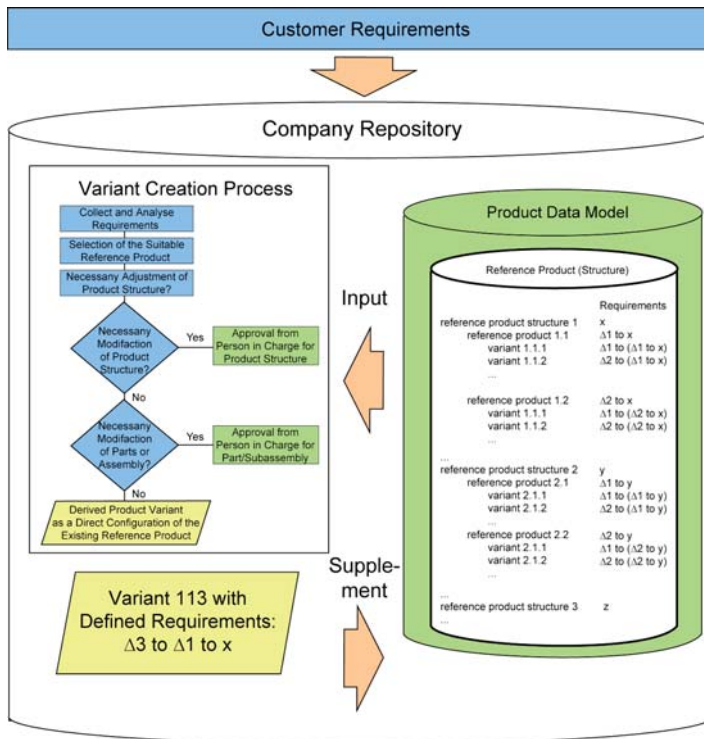 Customer Requirements
Company Repository
Variant Creation Process
Collect and Analyse
Requirements
Selection of the Suitable
Reference Product
Necessany Adjustment of
Product Structure?
Necessany
Modifaction
of Product
Structure?
Yes
Approval from
Person in Charge for
Product Structure
No
Necessany
Modifaction
of Parts or
Assembly?
Yes
Approval from
Person in Charge for
Part/Subassembly
No
Derived Product Variant
as a Direct Configuration of the
Existing Reference Product
Variant 113 with
Defined Requirements:
Δ3 to Δ1 to x
Input
Supple-
ment
Product Data Model
Reference Product (Structure)
Requirements
reference product structure 1 x
reference product 1.1 Δ1 to x
variant 1.1.1 Δ1 to (Δ1 to x)
variant 1.1.2 Δ2 to (Δ1 to x)
...
reference product 1.2 Δ2 to x
variant 1.1.1 Δ1 to (Δ2 to x)
variant 1.1.2 Δ2 to (Δ2 to x)
...
...
reference product structure 2 y
reference product 2.1 Δ1 to y
variant 2.1.1 Δ1 to (Δ1 to y)
variant 2.1.2 Δ2 to (Δ1 to y)
...
reference product 2.2 Δ2 to y
variant 2.1.1 Δ1 to (Δ2 to y)
variant 2.1.2 Δ2 to (Δ2 to y)
...
...
reference product structure 3 z
...